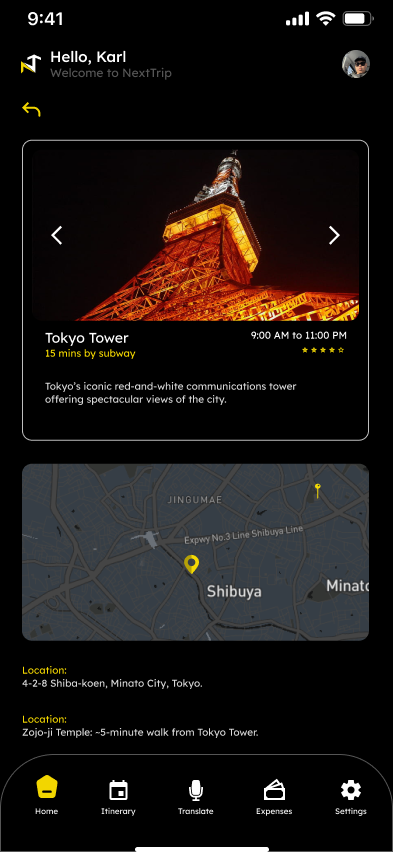 9:41
Hello, Karl
Welcome to NextTrip
Tokyo Tower
9:00 AM to 11:00 PM
15 mins by subway
Tokyo's iconic red-and-white communications tower
offering spectacular views of the city.
JINGUMAE
Expwy No.3 Line Shibuya Line
Shibuya
Minato
Location:
4-2-8 Shiba-koen, Minato City, Tokyo.
Location:
Zojo-ji Temple: ~5-minute walk from Tokyo Tower.
Home
Itinerary
Translate
Expenses
Settings